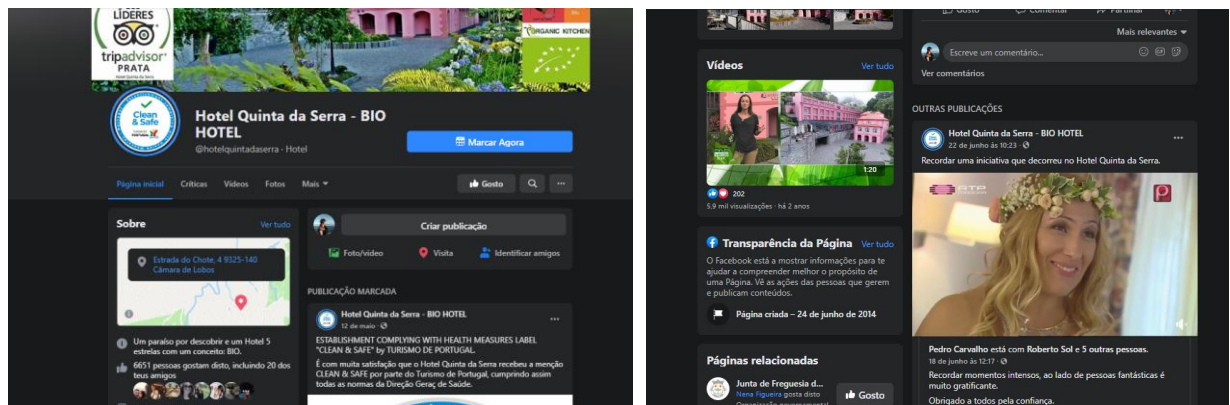 LÍDERES
tripadvisor
PRATA
Hotel Quinta da Serra
ORGANIC KITCHEN
Clean
& Safe
Hotel Quinta da Serra - BIO
HOTEL
@hotelquintadaserra · Hotel
Marcar Agora
Página inicial
Críticas
Vídeos
Fotos
Mais
Gosto
Sobre
Ver tudo
Estrada do Chote, 4 9325-140
Câmara de Lobos
Um paraíso por descobrir e um Hotel 5
estrelas com um conceito: BIO.
6651 pessoas gostam disto, incluindo 20 dos
teus amigos
Criar publicação
Foto/vídeo
Visita
Identificar amigos
PUBLICAÇÃO MARCADA
Hotel Quinta da Serra - BIO HOTEL
12 de maio
ESTABLISHMENT COMPLYING WITH HEALTH MEASURES LABEL
"CLEAN & SAFE" by TURISMO DE PORTUGAL.
É com muita satisfação que o Hotel Quinta da Serra recebeu a menção
CLEAN & SAFE por parte do Turismo de Portugal, cumprindo assim
todas as normas da Direção Geraç de Saúde.
Vídeos
Ver tudo
1:20
202
5,9 mil visualizações · há 2 anos
Transparência da Página
Ver tudo
O Facebook está a mostrar informações para te
ajudar a compreender melhor o propósito de
uma Página. Vê as ações das pessoas que gerem
e publicam conteúdos.
Página criada – 24 de junho de 2014
Páginas relacionadas
Junta de Freguesia d...
Nena Figueira gosta disto
Organização governamental
Gosto
Gosto
Comentar
Partilhar
Mais relevantes
Escreve um comentário...
Ver comentários
OUTRAS PUBLICAÇÕES
Hotel Quinta da Serra - BIO HOTEL
22 de junho às 10:23
Recordar uma iniciativa que decorreu no Hotel Quinta da Serra.
RTP
Pedro Carvalho está com Roberto Sol e 5 outras pessoas.
18 de junho às 12:17
Recordar momentos intensos, ao lado de pessoas fantásticas é
muito gratificante.
Obrigado a todos pela confiança.